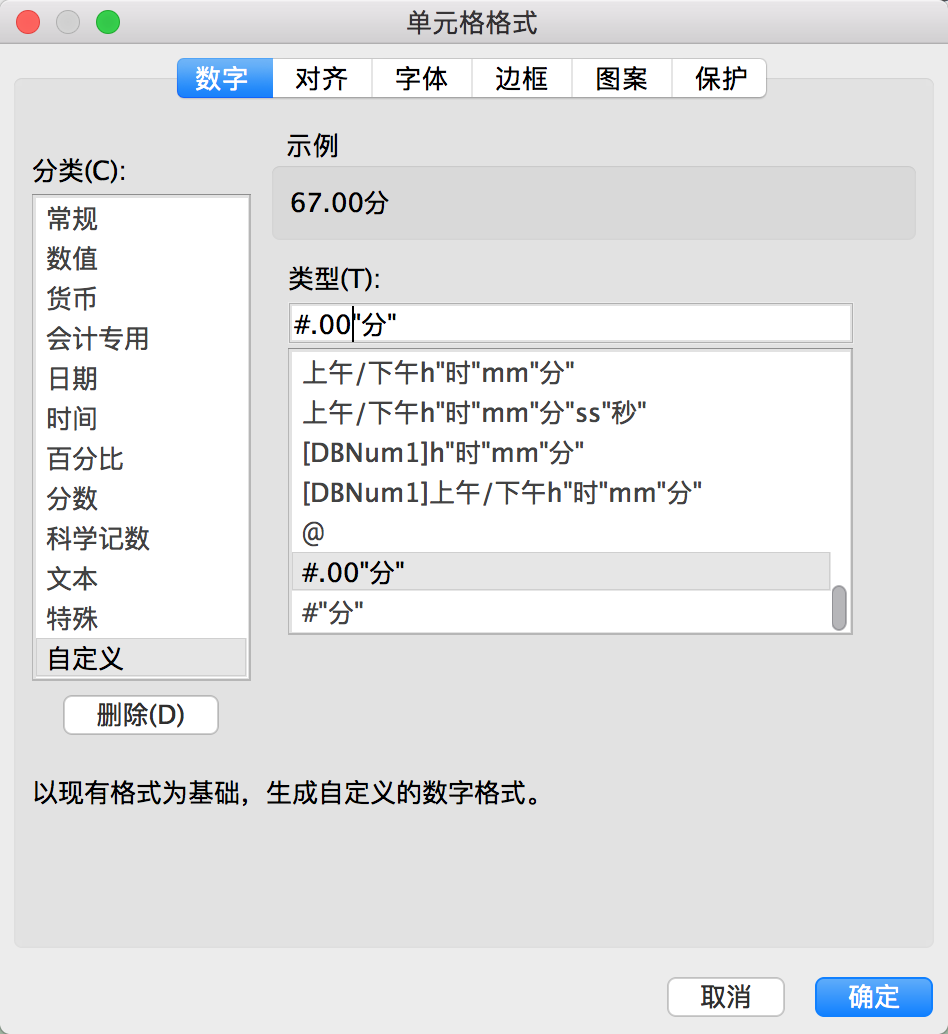 单元格格式
数字 对齐 字体 边框 图案 保护
示例
67.00分
分类(C):
常规
数值
货币
会计专用
日期
时间
百分比
分数
科学记数
文本
特殊
自定义
删除(D)
类型(T):
#.00"分"
上午/下午h"时"mm"分"
上午/下午h"时"mm"分"ss"秒"
[DBNum1]h"时"mm"分"
[DBNum1]上午/下午h"时"mm"分"
@
#.00"分"
#"分"
以现有格式为基础，生成自定义的数字格式。
取消 确定